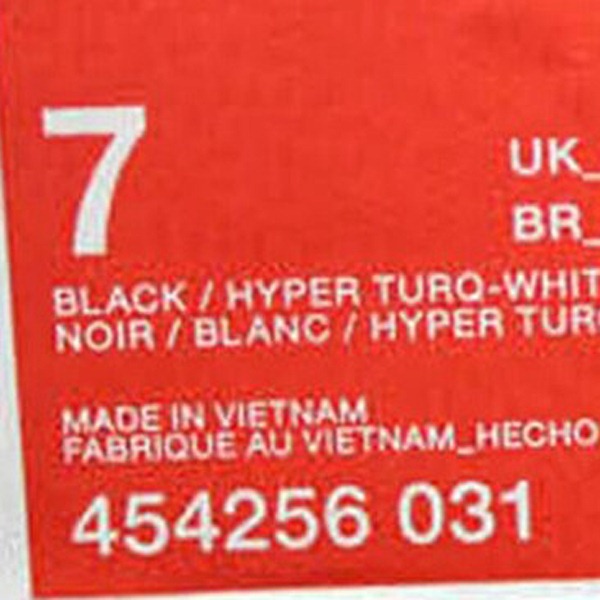 7
UK_
BR_
BLACK / HYPER TURQ-WHIT
NOIR / BLANC / HYPER TUR
MADE IN VIETNAM
FABRIQUE AU VIETNAM_HECHO
454256 031